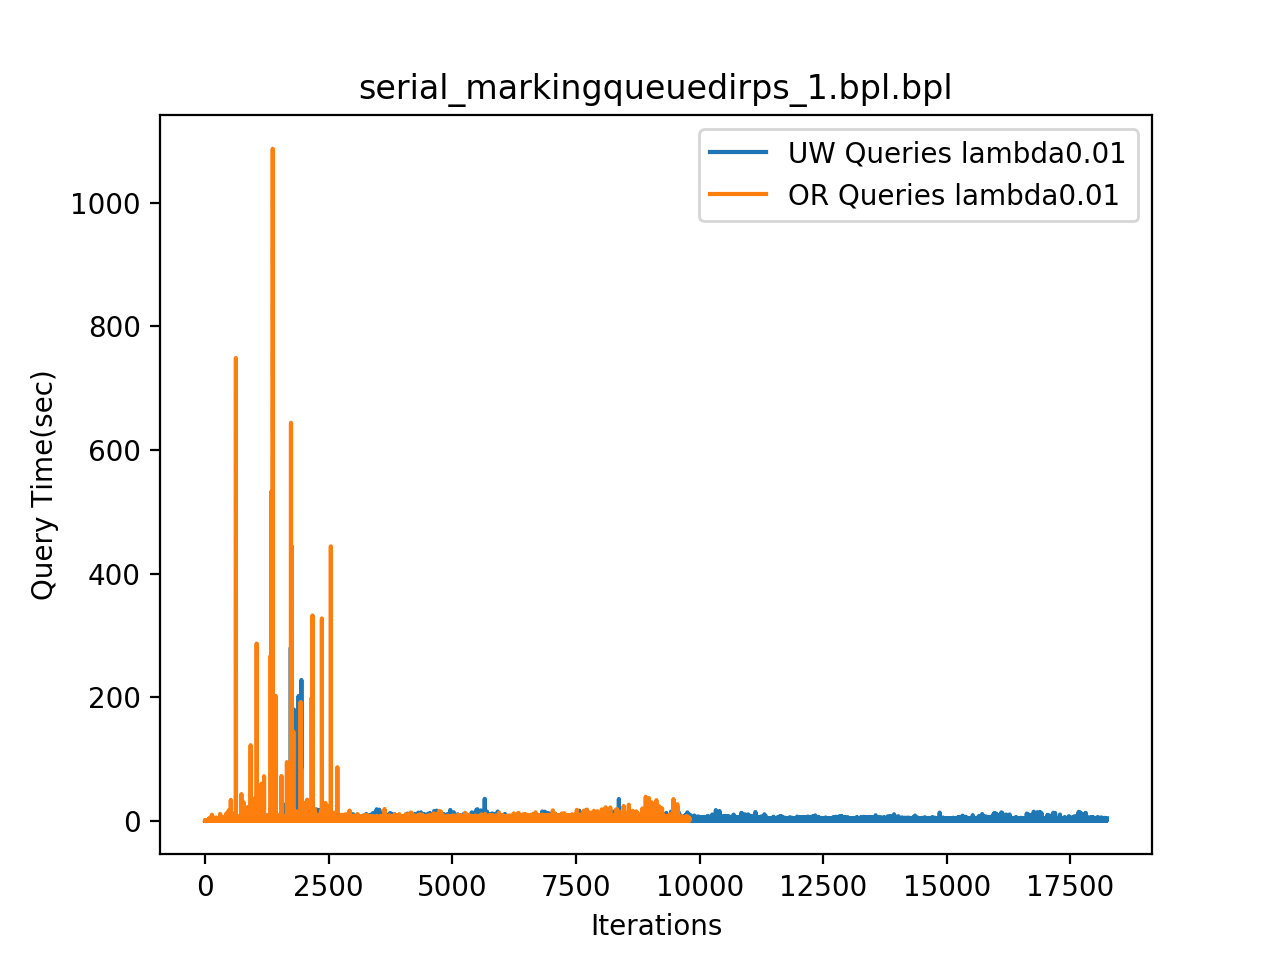 serial_markingqueuedirps_1.bpl.bpl
UW Queries lambda0.01
OR Queries lambda0.01
1000
800
600
400
200
0
Query Time(sec)
0 2500 5000 7500 10000 12500 15000 17500
Iterations